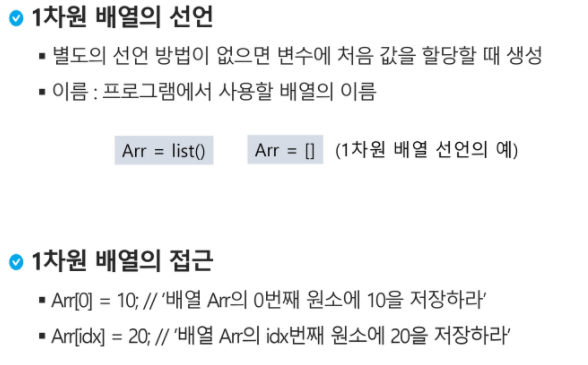 1차원 배열의 선언
▪ 별도의 선언 방법이 없으면 변수에 처음 값을 할당할 때 생성
▪ 이름 : 프로그램에서 사용할 배열의 이름
Arr = list() Arr = [] (1차원 배열 선언의 예)
1차원 배열의 접근
▪ Arr[0] = 10; // ‘배열 Arr의 0번째 원소에 10을 저장하라’
▪ Arr[idx] = 20; // ‘배열 Arr의 idx번째 원소에 20을 저장하라’